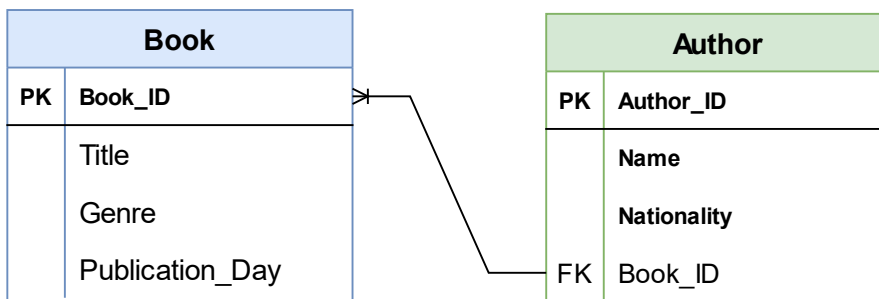 Book
PK Book_ID
Title
Genre
Publication_Day
Author
PK Author_ID
Name
Nationality
FK Book_ID